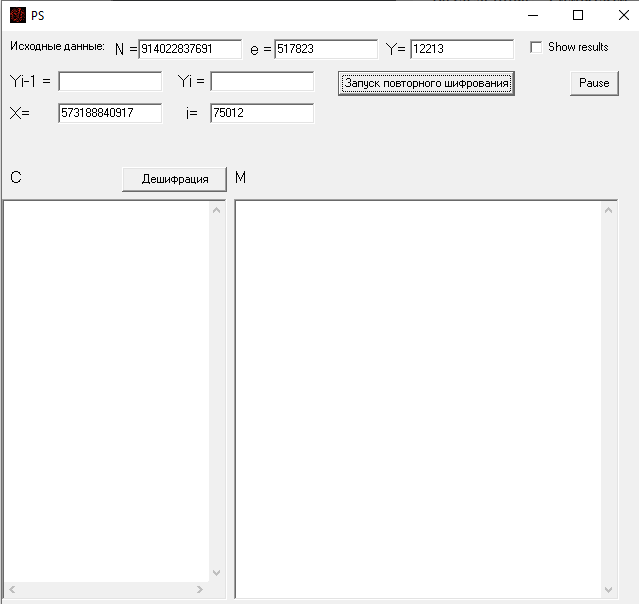 PS
Исходные данные: N = 914022837691 e = 517823 Y= 12213 Show results
Yi-1 = Yi = Запуск повторного шифрования Pause
X= 573188840917 i= 75012
C Дешифрация M